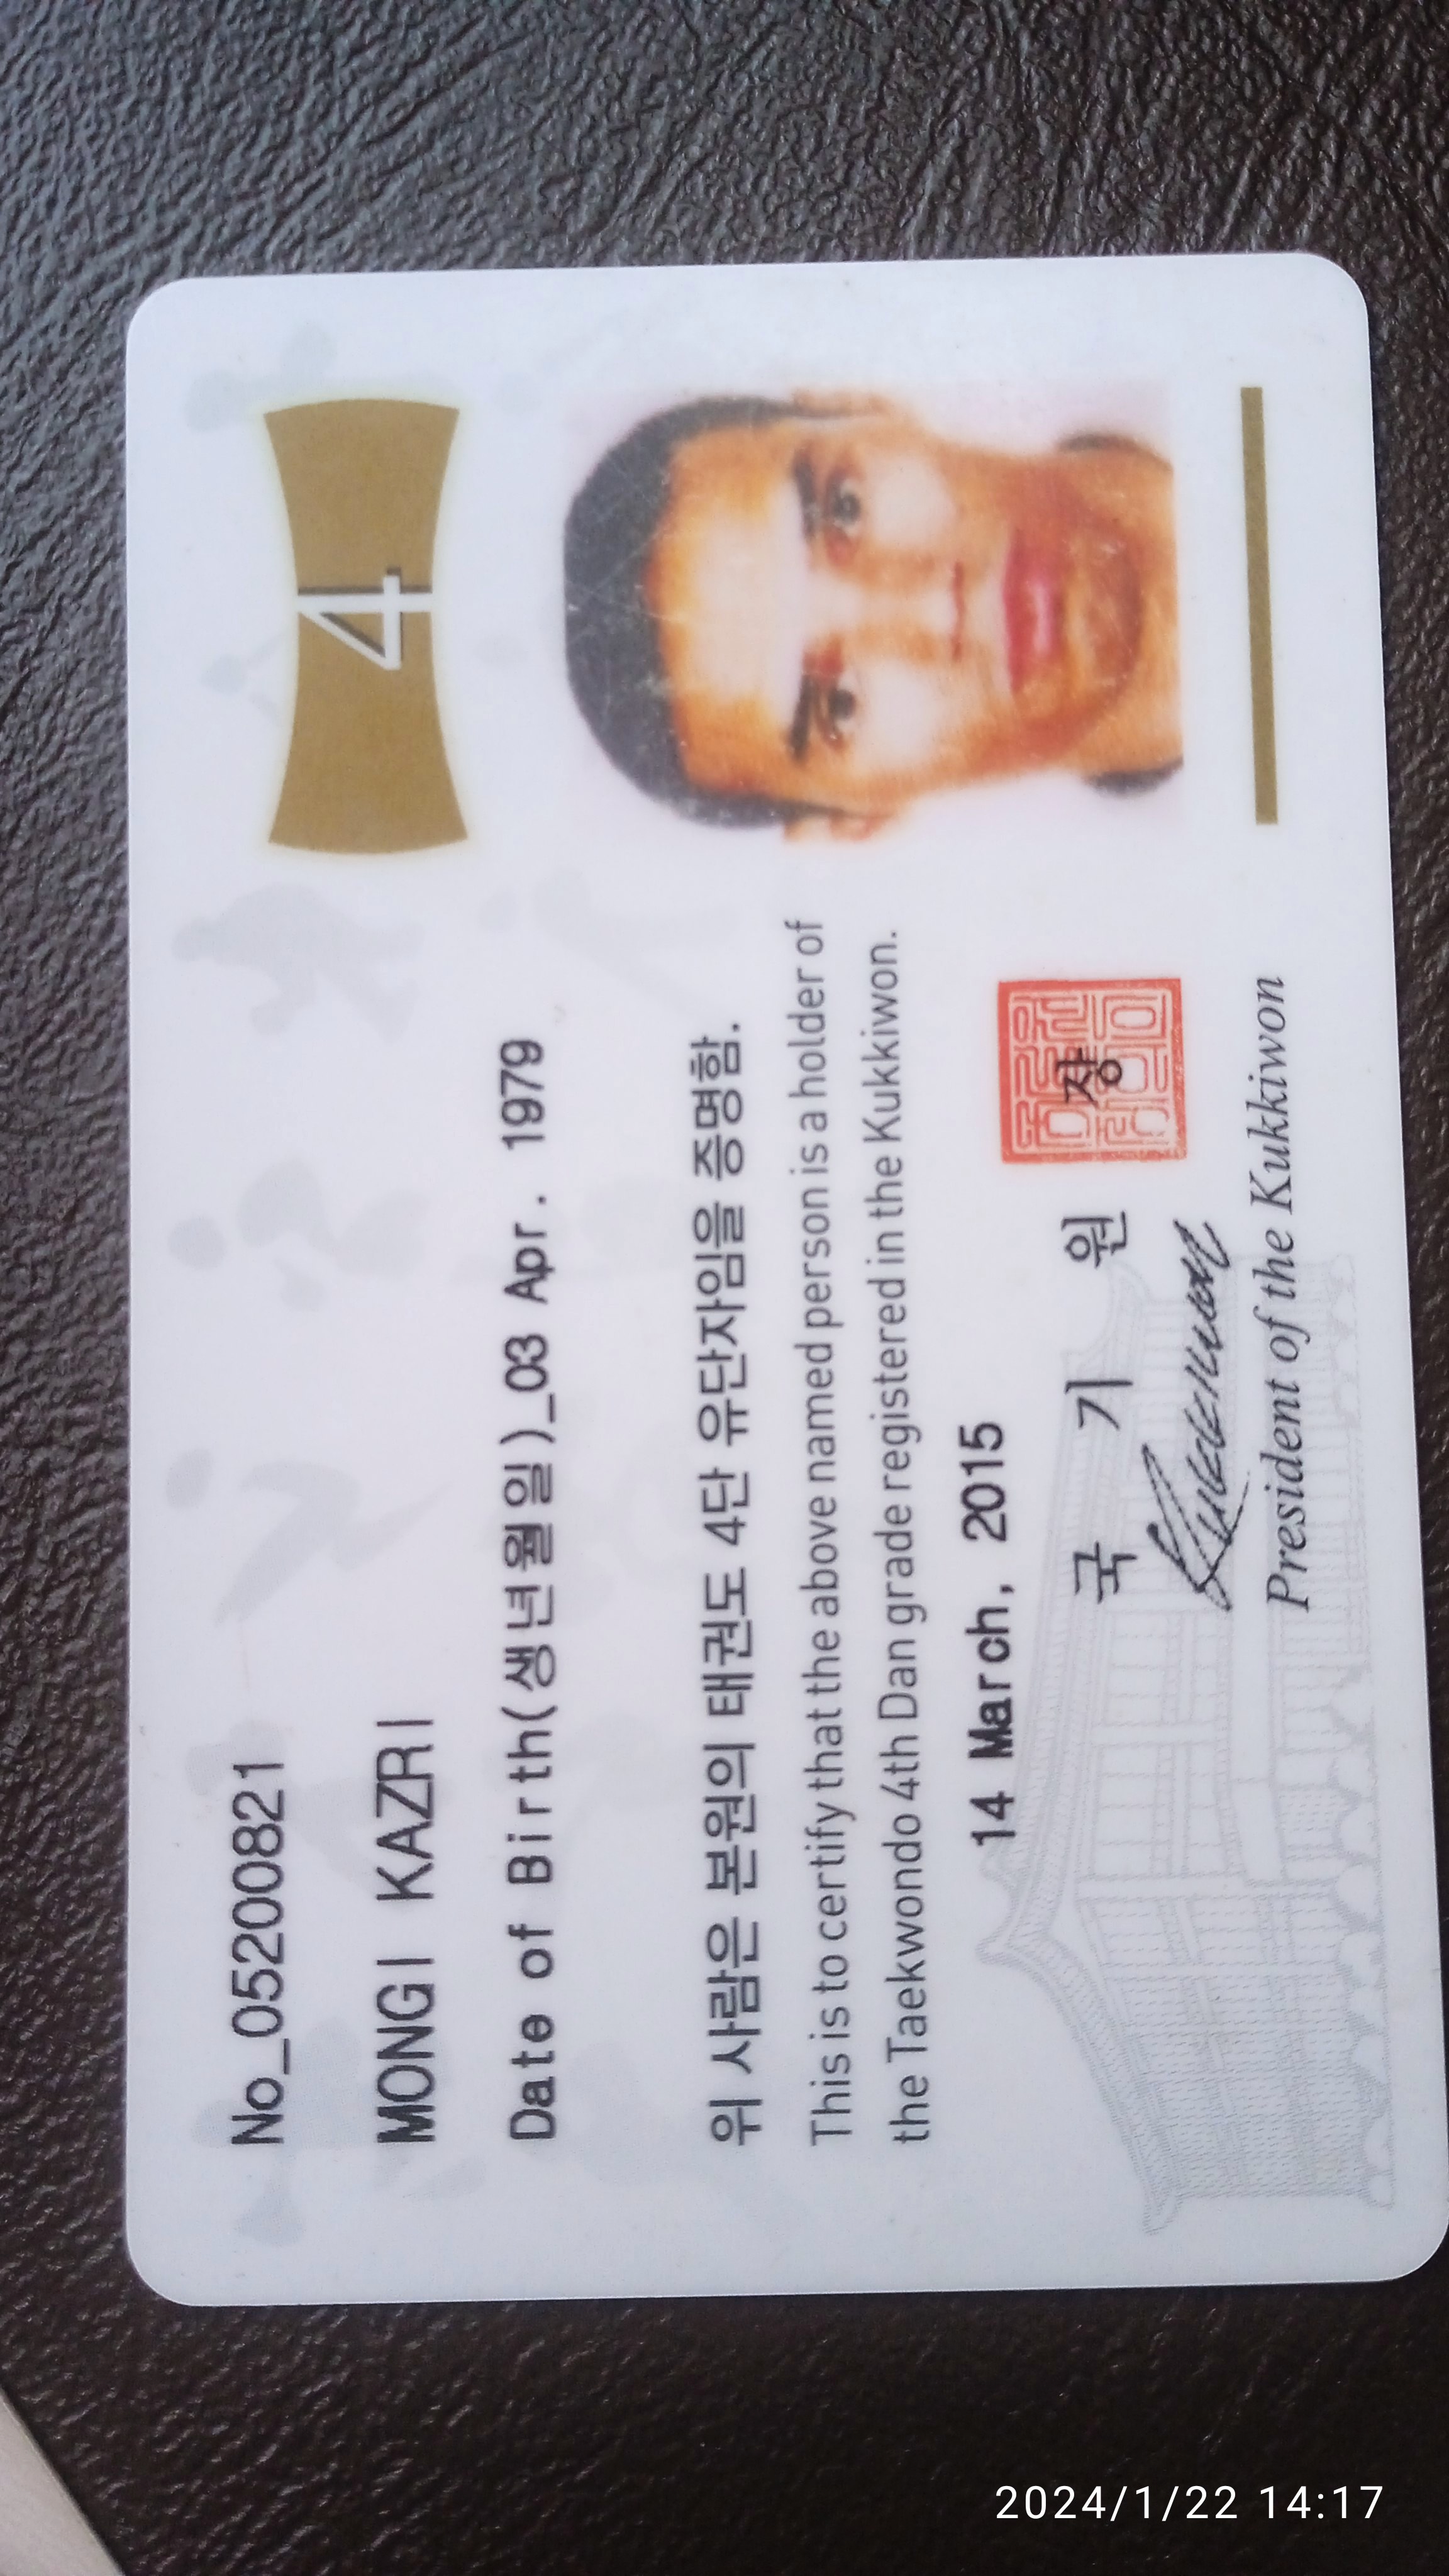 4
No_05200821
MONGI KAZRI
Date of Birth(생년월일)_03 Apr. 1979
위 사람은 본원의 태권도 4단 유단자임을 증명함.
This is to certify that the above named person is a holder of
the Taekwondo 4th Dan grade registered in the Kukkiwon.
14 March, 2015
국 기 원 장
President of the Kukkiwon
2024/1/22 14:17